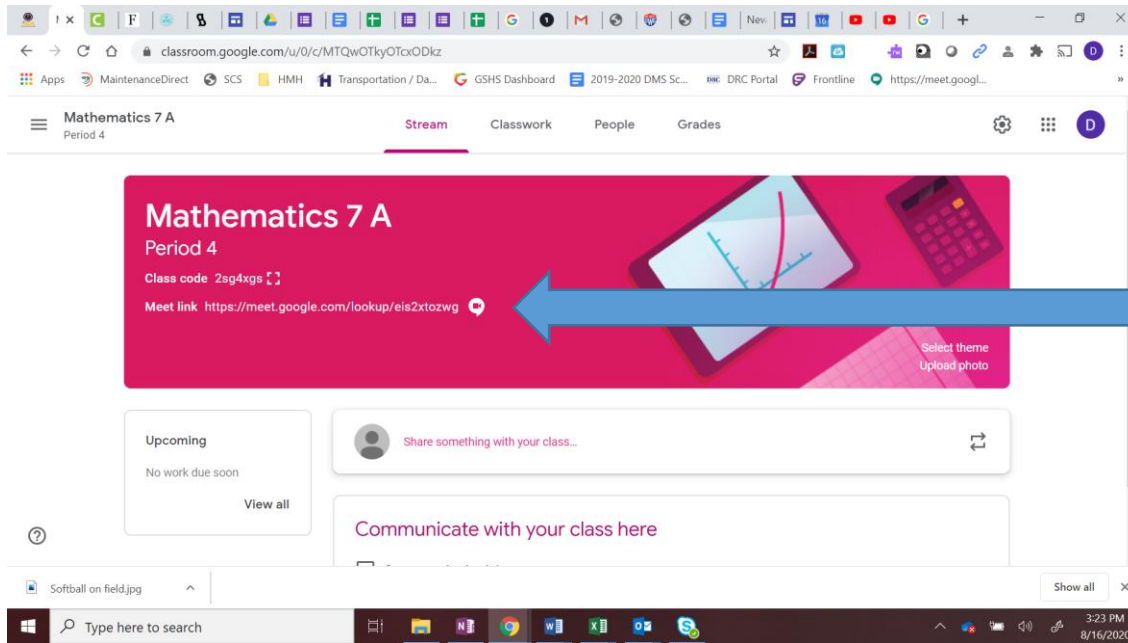 New
classroom.google.com/u/0/c/MTQwOTkyOTcxODkz
D
Apps MaintenanceDirect SCS HMH Transportation / Da... GSHS Dashboard 2019-2020 DMS Sc... DRC Portal Frontline https://meet.googl... »
Mathematics 7 A
Period 4
Stream Classwork People Grades
D
Mathematics 7 A
Period 4
Class code 2sg4xgs
Meet link https://meet.google.com/lookup/eis2xtozwg
Select theme
Upload photo
Upcoming
No work due soon
View all
Share something with your class...
Communicate with your class here
Softball on field.jpg
Show all
Type here to search
3:23 PM
8/16/2020